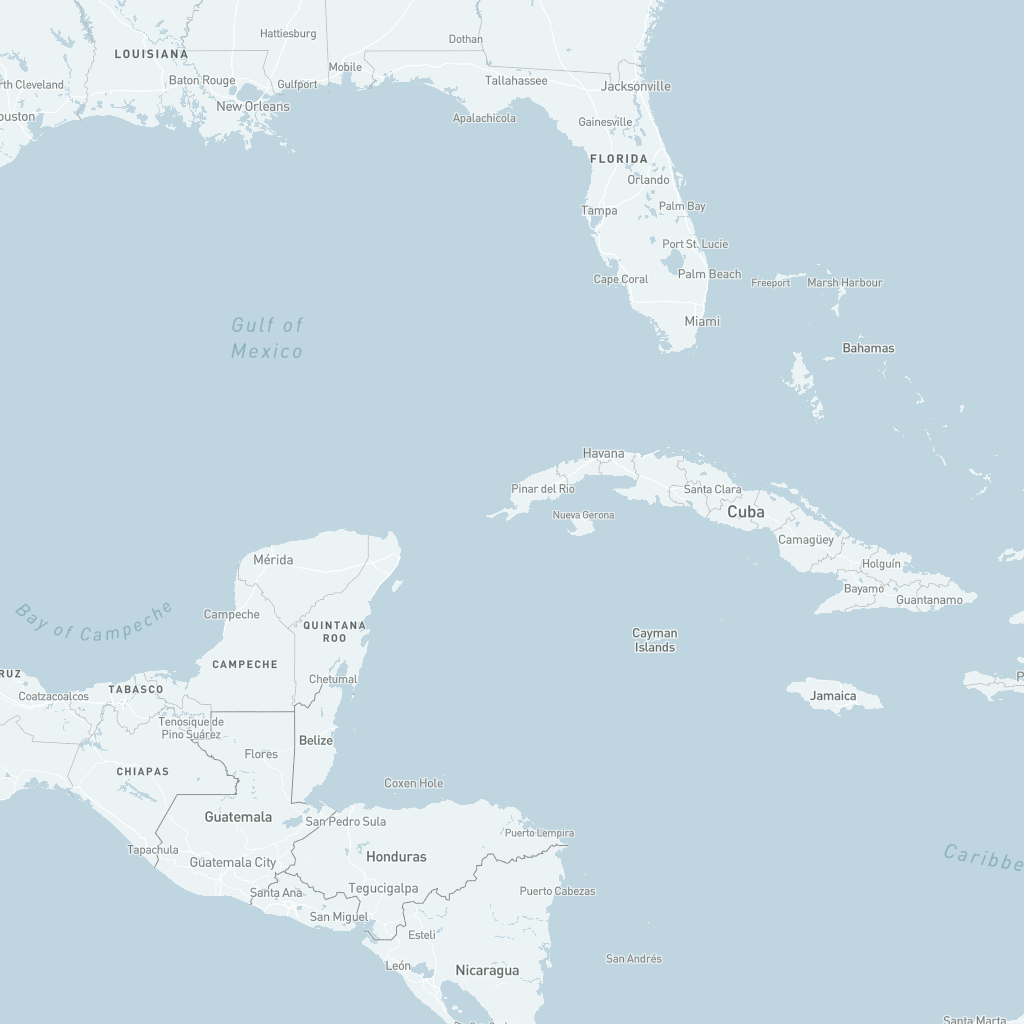 Hattiesburg
Dothan
LOUISIANA
Mobile
Baton Rouge
Gulfport
Tallahassee
Jacksonville
rth Cleveland
New Orleans
ouston
Apalachicola
Gainesville
FLORIDA
Orlando
Tampa
Palm Bay
Port St. Lucie
Cape Coral
Palm Beach
Freeport
Marsh Harbour
Miami
Gulf of
Mexico
Bahamas
Havana
Pinar del Rio
Santa Clara
Nueva Gerona
Cuba
Camagüey
Mérida
Holguín
Bayamo
Guantanamo
Campeche
Bay of Campeche
QUINTANA
ROO
Cayman
Islands
CAMPECHE
RUZ
Chetumal
TABASCO
Coatzacoalcos
Jamaica
P
Tenosique de
Pino Suárez
Belize
Flores
CHIAPAS
Coxen Hole
Guatemala
San Pedro Sula
Puerto Lempira
Tapachula
Honduras
Caribbe
Guatemala City
Tegucigalpa
Santa Ana
Puerto Cabezas
San Miguel
Esteli
San Andrés
León
Nicaragua
Santa Marta